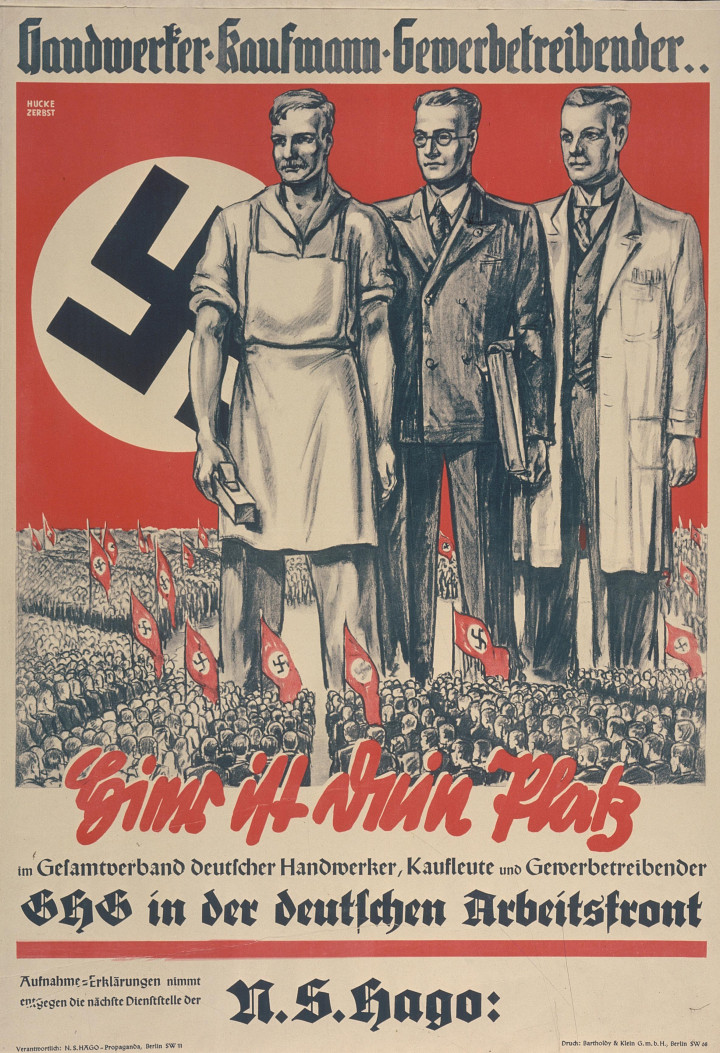 Handwerker · Kaufmann · Gewerbetreibender..
HUCKE
ZERBST
Hier ist dein Platz
im Gesamtverband deutscher Handwerker, Kaufleute und Gewerbetreibender
GHG in der deutschen Arbeitsfront
Aufnahme=Erklärungen nimmt
entgegen die nächste Dienststelle der
N.S.Hago:
Verantwortlich: N.S.HAGO-Propaganda, Berlin SW 11
Druck: Bartholdy & Klein G.m.b.H., Berlin SW 68